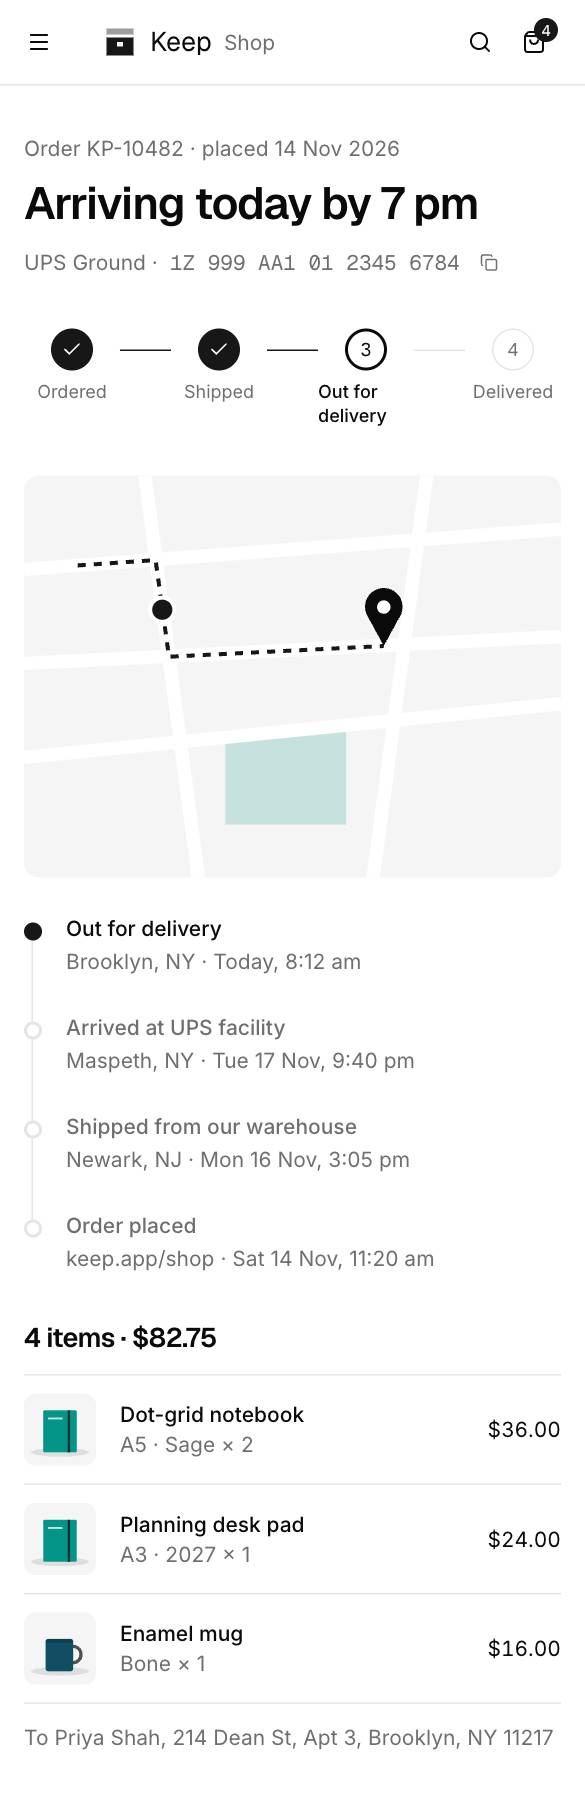 Keep Shop
4
Order KP-10482 · placed 14 Nov 2026
Arriving today by 7 pm
UPS Ground · 1Z 999 AA1 01 2345 6784
3
4
Ordered
Shipped
Out for
delivery
Delivered
Out for delivery
Brooklyn, NY · Today, 8:12 am
Arrived at UPS facility
Maspeth, NY · Tue 17 Nov, 9:40 pm
Shipped from our warehouse
Newark, NJ · Mon 16 Nov, 3:05 pm
Order placed
keep.app/shop · Sat 14 Nov, 11:20 am
4 items · $82.75
Dot-grid notebook
A5 · Sage × 2
$36.00
Planning desk pad
A3 · 2027 × 1
$24.00
Enamel mug
Bone × 1
$16.00
To Priya Shah, 214 Dean St, Apt 3, Brooklyn, NY 11217